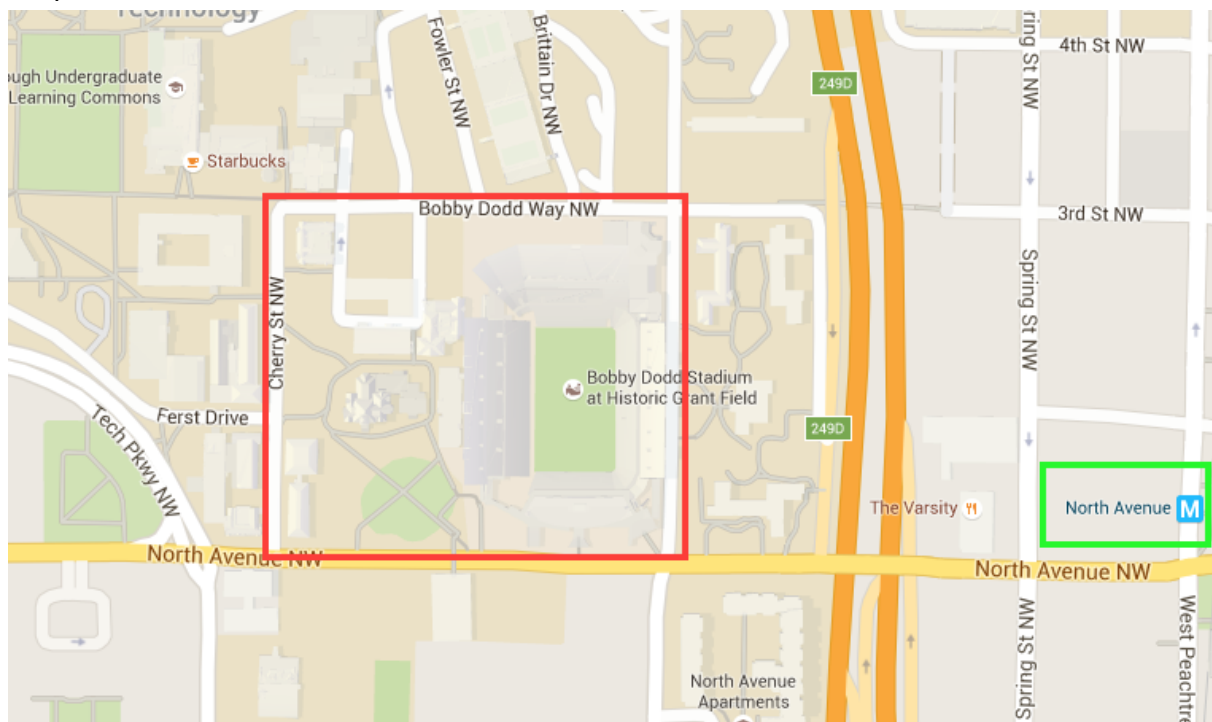 Technology
ring St NW
4th St NW
Fowler St NW
Brittain Dr NW
ough Undergraduate
Learning Commons
249D
Starbucks
Bobby Dodd Way NW
3rd St NW
Spring St NW
Cherry St NW
Bobby Dodd Stadium
at Historic Grant Field
Ferst Drive
Tech Pkwy NW
249D
The Varsity
North Avenue
M
North Avenue NW
North Avenue NW
Spring St NW
West Peachtr
North Avenue
Apartments